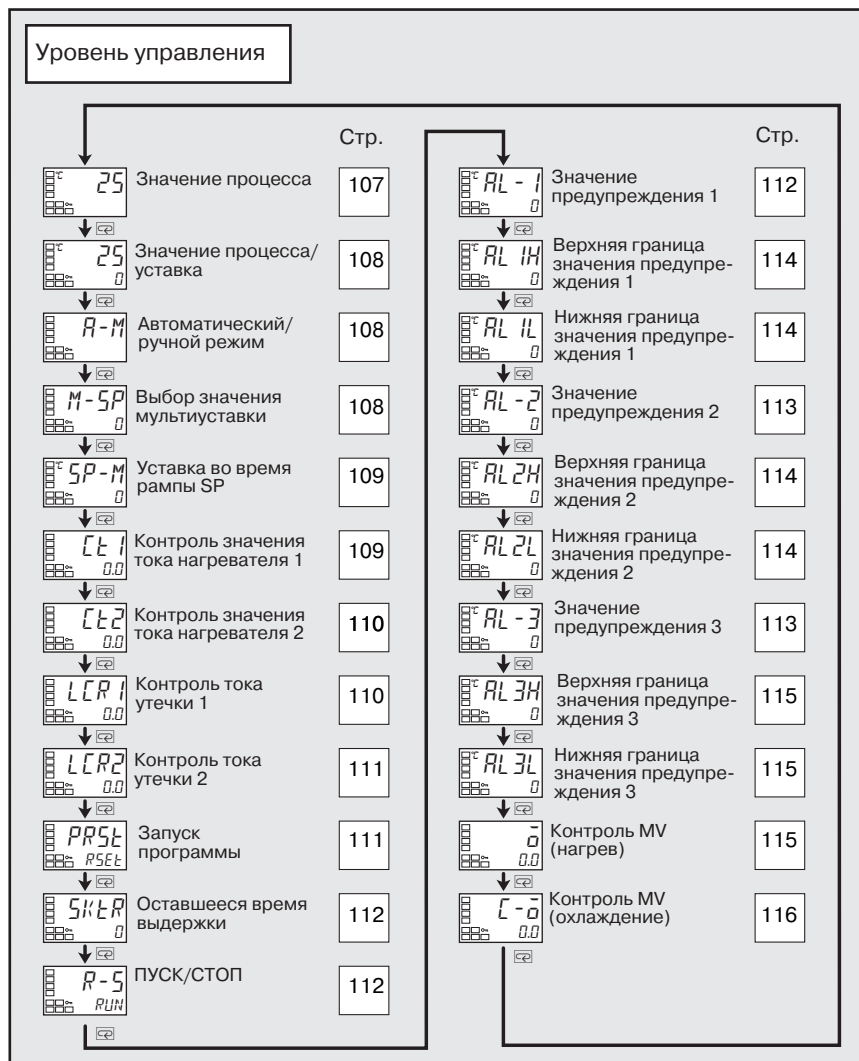 Уровень управления
Стр.
°C 25
Значение процесса
107
°C 25
0
Значение процесса/
уставка
108
A-M
Автоматический/
ручной режим
108
M-SP
0
Выбор значения
мультиуставки
108
°C SP-M
0
Уставка во время
рампы SP
109
Ct1
0.0
Контроль значения
тока нагревателя 1
109
Ct2
0.0
Контроль значения
тока нагревателя 2
110
LCR1
0.0
Контроль тока
утечки 1
110
LCR2
0.0
Контроль тока
утечки 2
111
PRSt
RSEt
Запуск
программы
111
SKtR
0
Оставшееся время
выдержки
112
R-S
RUN
ПУСК/СТОП
112
Стр.
°C AL-1
0
Значение
предупреждения 1
112
°C AL1H
0
Верхняя граница
значения предупре-
ждения 1
114
°C AL1L
0
Нижняя граница
значения предупре-
ждения 1
114
°C AL-2
0
Значение
предупреждения 2
113
°C AL2H
0
Верхняя граница
значения предупре-
ждения 2
114
°C AL2L
0
Нижняя граница
значения предупре-
ждения 2
114
°C AL-3
0
Значение
предупреждения 3
113
°C AL3H
0
Верхняя граница
значения предупре-
ждения 3
115
°C AL3L
0
Нижняя граница
значения предупре-
ждения 3
115
ō
0.0
Контроль MV
(нагрев)
115
C-ō
0.0
Контроль MV
(охлаждение)
116